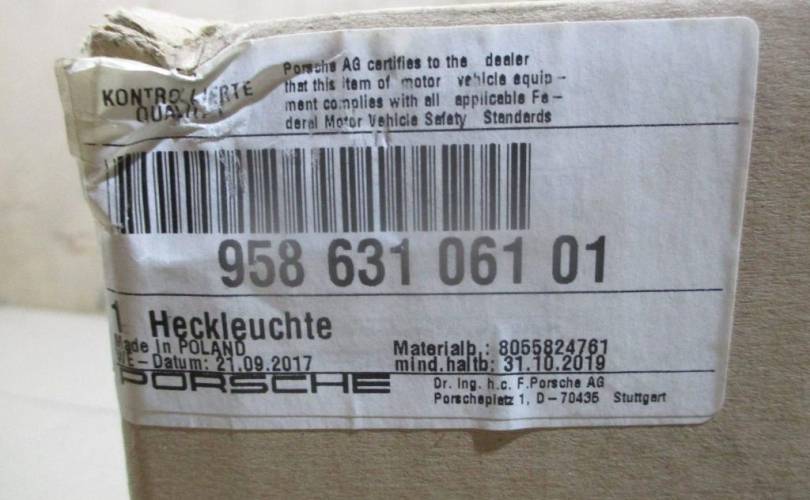 KONTROLLIERTE
QUALITÄT
Porsche AG certifies to the dealer
that this item of motor vehicle equip-
ment complies with all applicable Fe-
deral Motor Vehicle Safety Standards
958 631 061 01
1 Heckleuchte
Made in POLAND
WE-Datum: 21.09.2017
Materialb.: 8055824761
mind.haltb: 31.10.2019
PORSCHE
Dr. Ing. h.c. F.Porsche AG
Porscheplatz 1, D-70435 Stuttgart